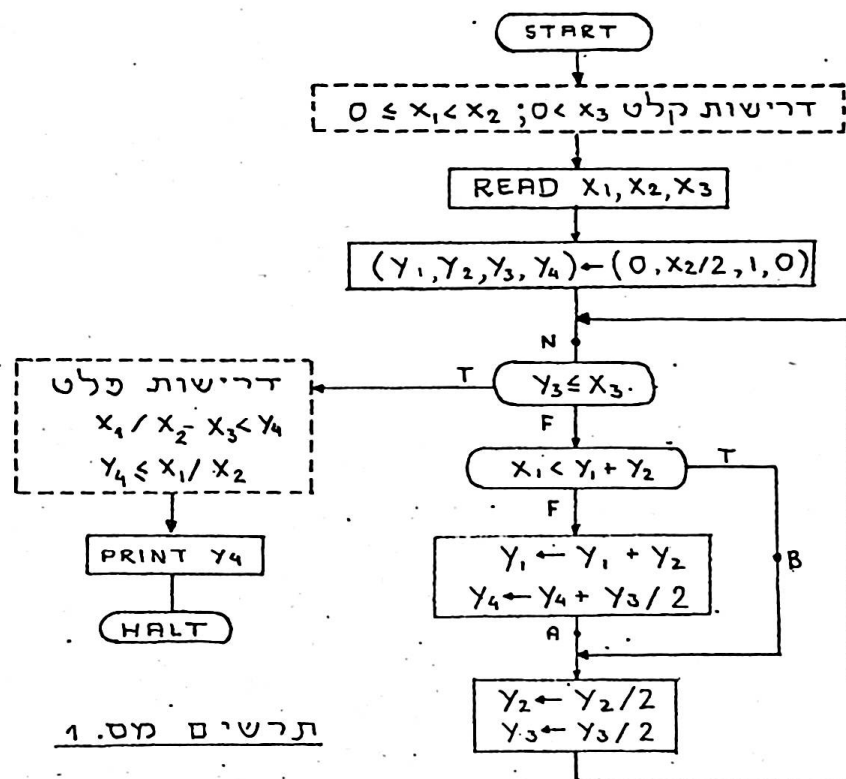 START
דרישות קלט 0 ≤ X₁ < X₂ ; 0 < X₃
READ X₁, X₂, X₃
(Y₁, Y₂, Y₃, Y₄) ← (0, X₂/2, 1, 0)
N
Y₃ ≤ X₃.
T
F
דרישות פלט
X₁ / X₂ - X₃ < Y₄
Y₄ ≤ X₁ / X₂
X₁ < Y₁ + Y₂
T
F
PRINT Y₄
HALT
Y₁ ← Y₁ + Y₂
Y₄ ← Y₄ + Y₃ / 2
B
A
Y₂ ← Y₂ / 2
Y₃ ← Y₃ / 2
תרשים מס. 1